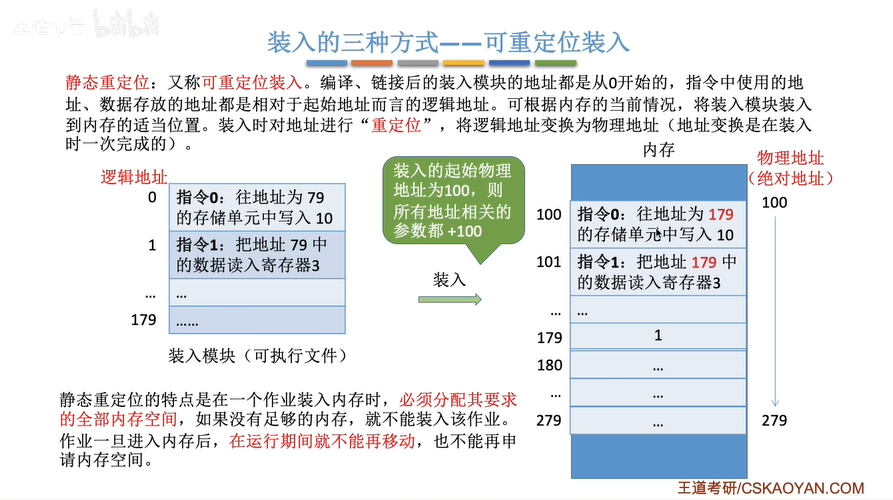 装入的三种方式——可重定位装入
静态重定位：又称可重定位装入。编译、链接后的装入模块的地址都是从0开始的，指令中使用的地
址、数据存放的地址都是相对于起始地址而言的逻辑地址。可根据内存的当前情况，将装入模块装入
到内存的适当位置。装入时对地址进行“重定位”，将逻辑地址变换为物理地址（地址变换是在装入
时一次完成的）。
逻辑地址
0
指令0：往地址为 79
的存储单元中写入 10
1
指令1：把地址 79 中
的数据读入寄存器3
...
...
179
......
装入模块（可执行文件）
装入的起始物理
地址为100，则
所有地址相关的
参数都 +100
装入
内存
物理地址
（绝对地址）
100
指令0：往地址为 179
的存储单元中写入 10
100
101
指令1：把地址 179 中
的数据读入寄存器3
...
...
179
1
180
...
...
...
279
...
279
静态重定位的特点是在一个作业装入内存时，必须分配其要求
的全部内存空间，如果没有足够的内存，就不能装入该作业。
作业一旦进入内存后，在运行期间就不能再移动，也不能再申
请内存空间。
王道考研/CSKAOYAN.COM